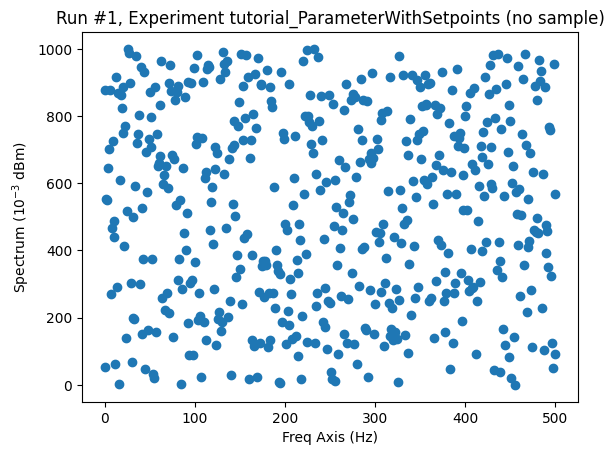 Run #1, Experiment tutorial_ParameterWithSetpoints (no sample)
1000
800
600
400
200
0
Spectrum (10⁻³ dBm)
0 100 200 300 400 500
Freq Axis (Hz)